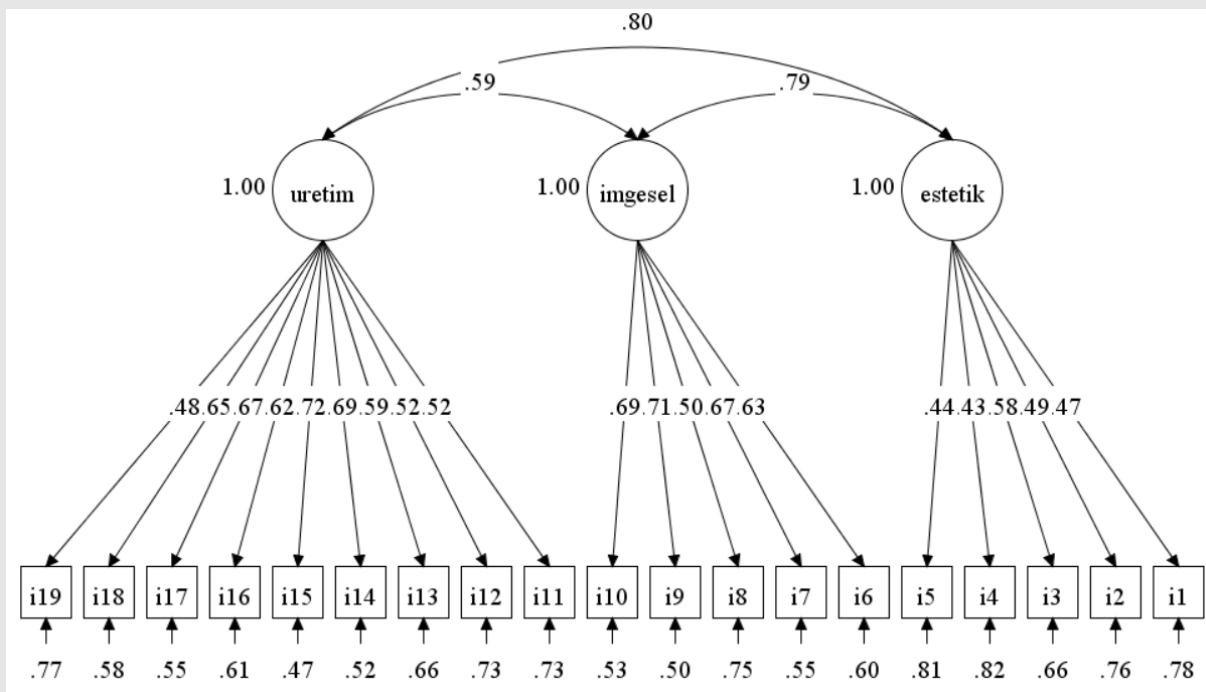 .80
.59 .79
1.00 uretim 1.00 imgesel 1.00 estetik
.48 .65 .67 .62 .72 .69 .59 .52 .52 .69 .71 .50 .67 .63 .44 .43 .58 .49 .47
i19 i18 i17 i16 i15 i14 i13 i12 i11 i10 i9 i8 i7 i6 i5 i4 i3 i2 i1
.77 .58 .55 .61 .47 .52 .66 .73 .73 .53 .50 .75 .55 .60 .81 .82 .66 .76 .78